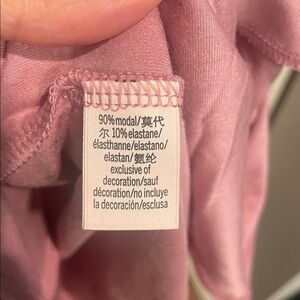 90%modal/莫代
尔 10%elastane/
élasthanne/elastano/
elastan/氨纶
exclusive of
decoration/sauf
décoration/no incluye
la decoración/esclusa